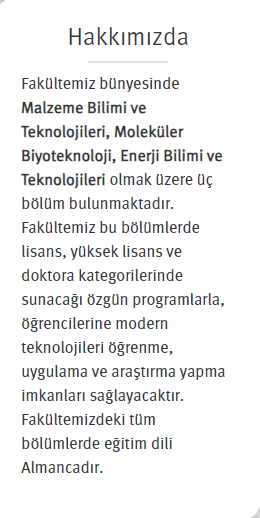 Hakkımızda
Fakültemiz bünyesinde
Malzeme Bilimi ve
Teknolojileri, Moleküler
Biyoteknoloji, Enerji Bilimi ve
Teknolojileri olmak üzere üç
bölüm bulunmaktadır.
Fakültemiz bu bölümlerde
lisans, yüksek lisans ve
doktora kategorilerinde
sunacağı özgün programlarla,
öğrencilerine modern
teknolojileri öğrenme,
uygulama ve araştırma yapma
imkanları sağlayacaktır.
Fakültemizdeki tüm
bölümlerde eğitim dili
Almancadır.